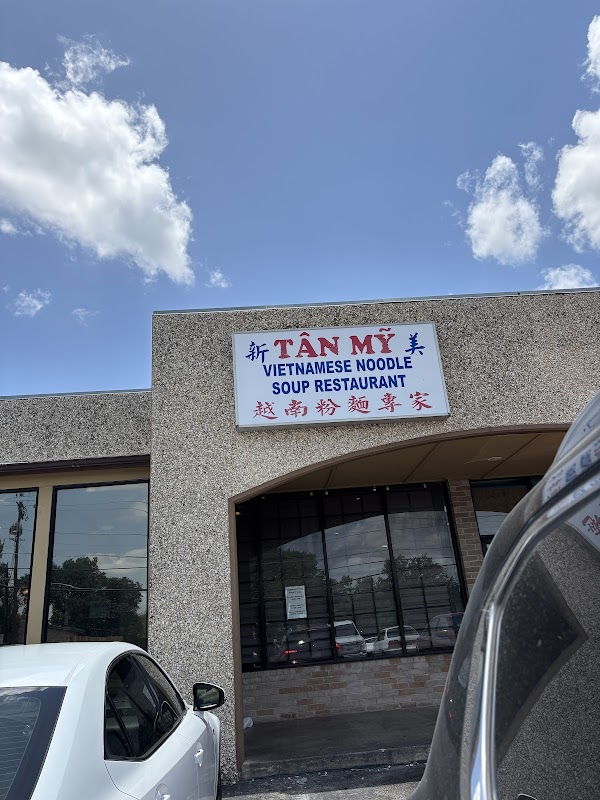 新 TÂN MỸ 美
VIETNAMESE NOODLE
SOUP RESTAURANT
越南粉麵專家